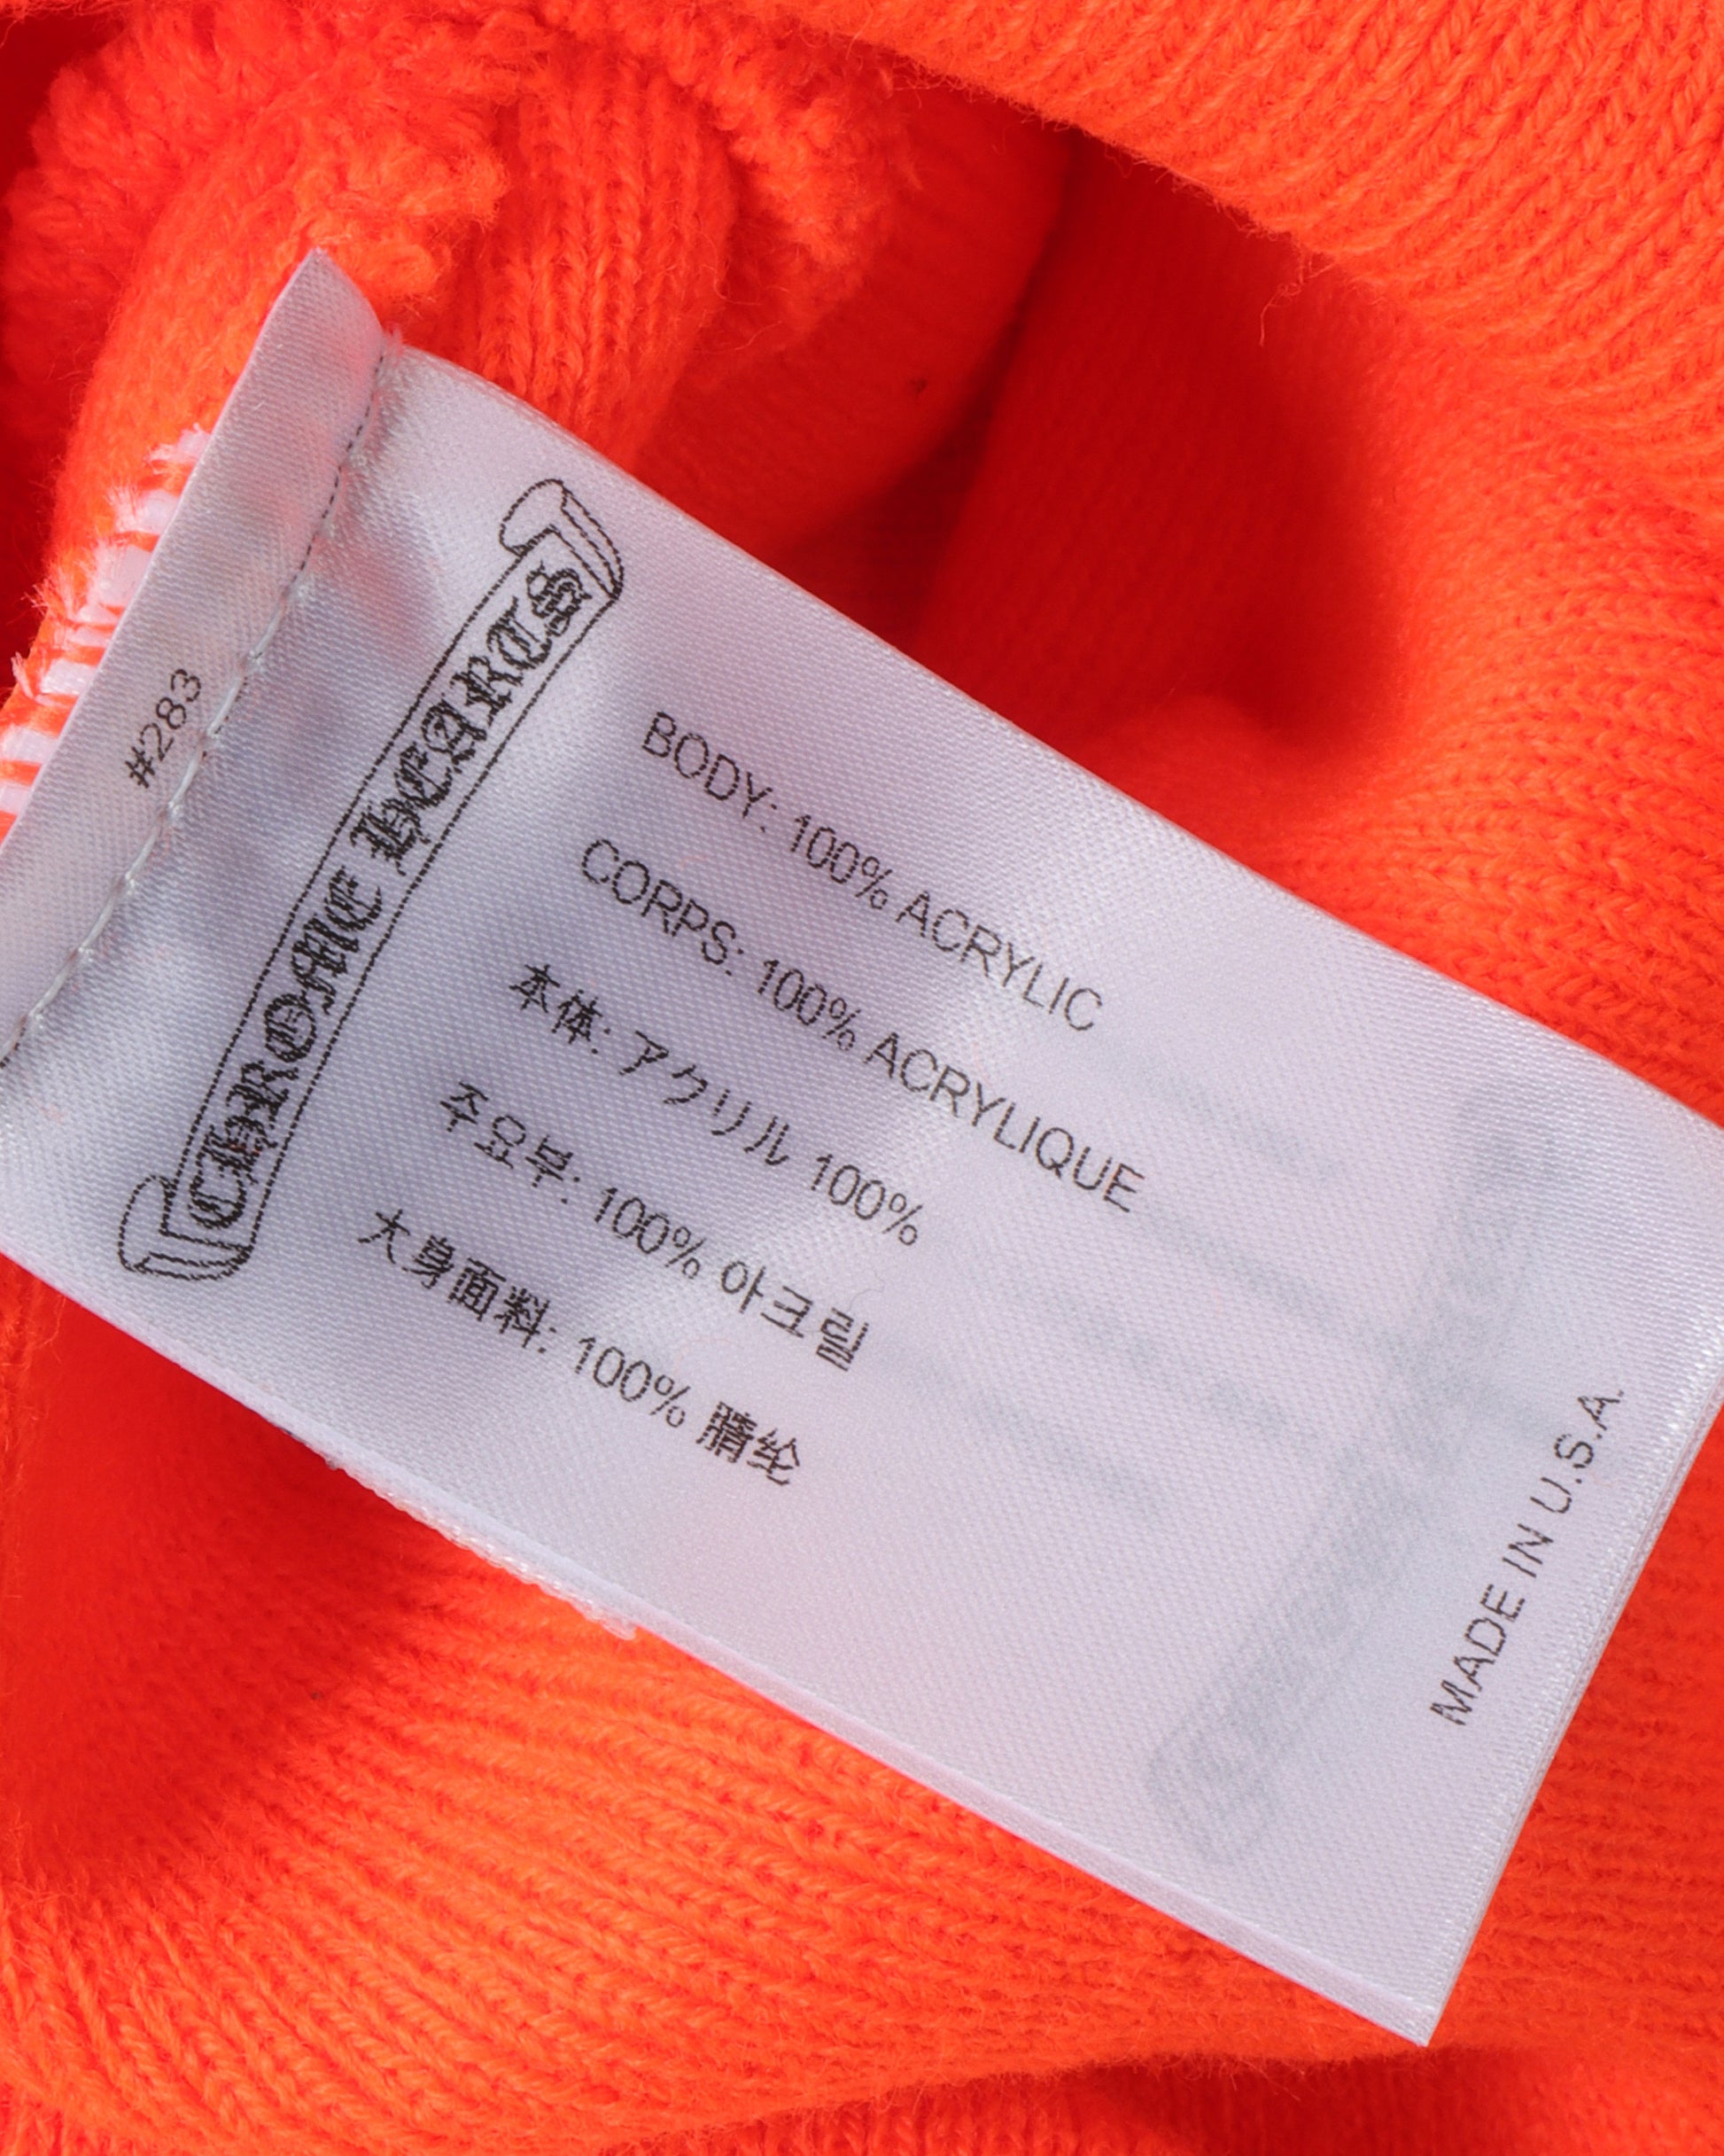 #283
CHROME HEARTS
BODY: 100% ACRYLIC
CORPS: 100% ACRYLIQUE
本体: アクリル 100%
주요부: 100% 아크릴
大身面料: 100% 腈纶
MADE IN U.S.A.